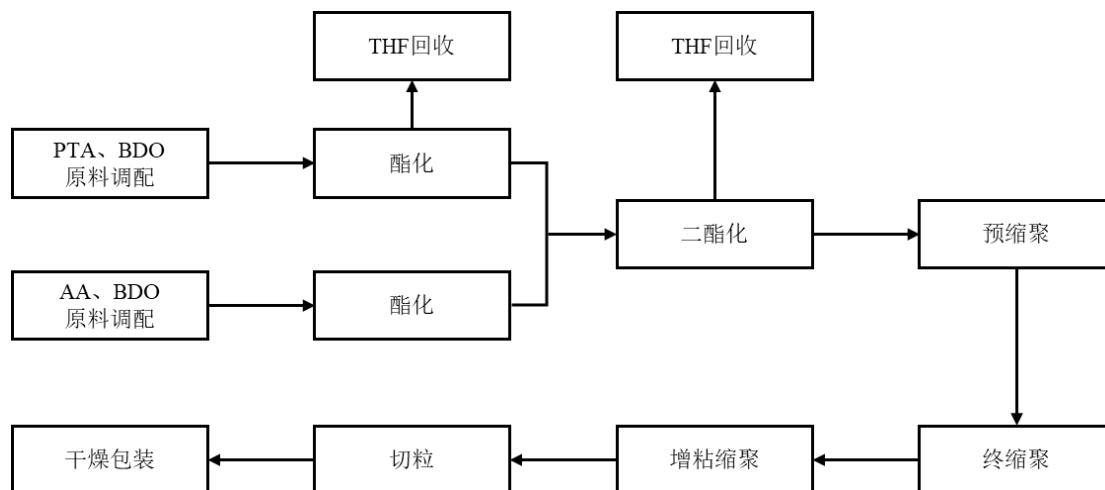 THF回收
THF回收
PTA、BDO
原料调配
酯化
二酯化
预缩聚
AA、BDO
原料调配
酯化
干燥包装
切粒
增粘缩聚
终缩聚